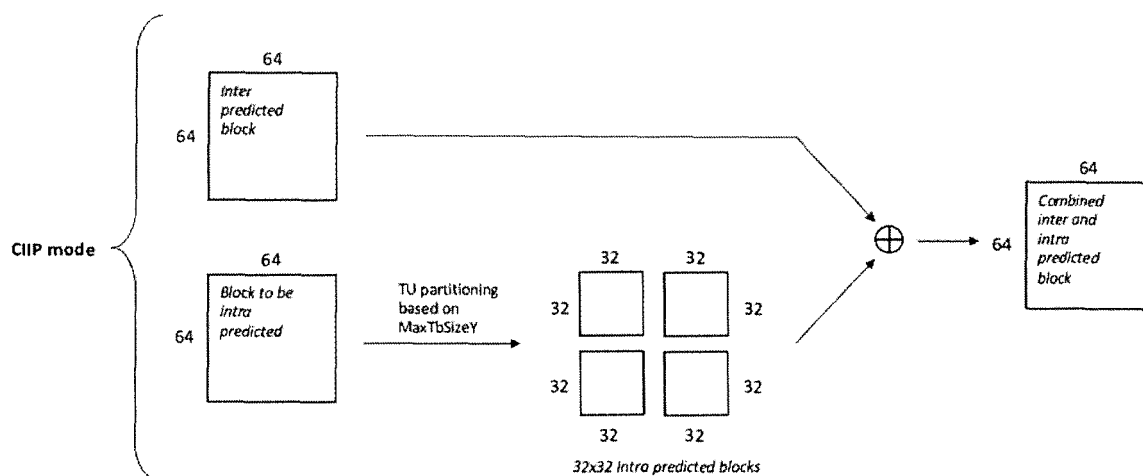 CIIP mode
64
64
Inter
predicted
block
64
64
Block to be
intra
predicted
TU partitioning
based on
MaxTbSizeY
32
32
32
32
32
32
32
32
32x32 Intra predicted blocks
64
64
Combined
inter and
intra
predicted
block